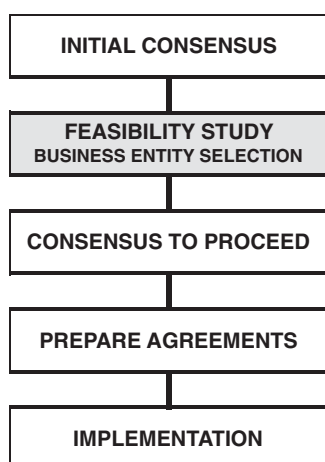 INITIAL CONSENSUS
FEASIBILITY STUDY
BUSINESS ENTITY SELECTION
CONSENSUS TO PROCEED
PREPARE AGREEMENTS
IMPLEMENTATION